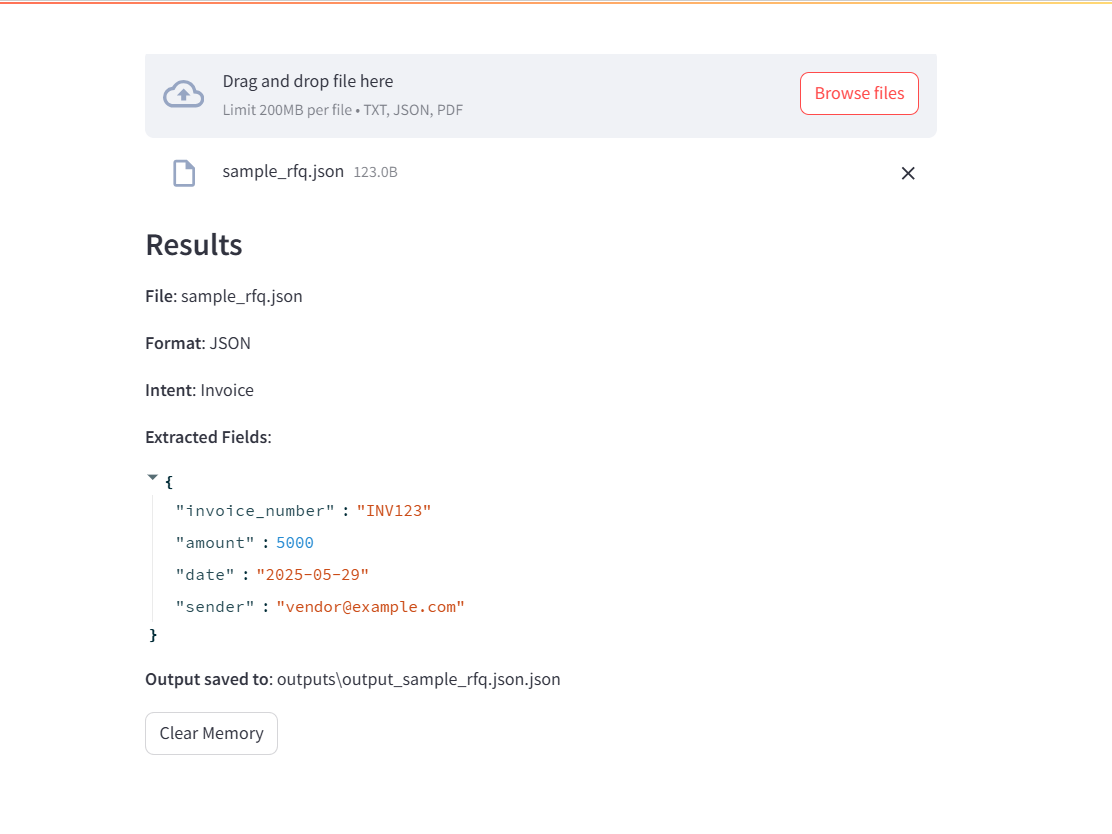 Drag and drop file here
Limit 200MB per file • TXT, JSON, PDF
Browse files
sample_rfq.json 123.0B
Results
File: sample_rfq.json
Format: JSON
Intent: Invoice
Extracted Fields:
{
"invoice_number" : "INV123"
"amount" : 5000
"date" : "2025-05-29"
"sender" : "vendor@example.com"
}
Output saved to: outputs\output_sample_rfq.json.json
Clear Memory